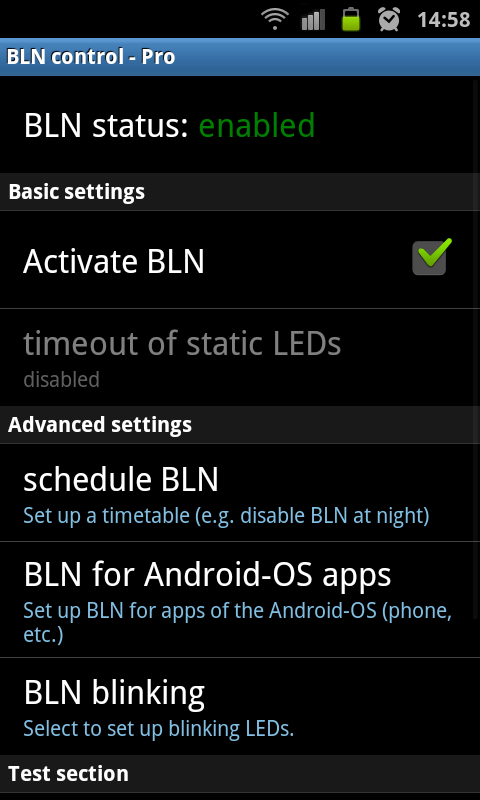 14:58
BLN control - Pro
BLN status: enabled
Basic settings
Activate BLN
timeout of static LEDs
disabled
Advanced settings
schedule BLN
Set up a timetable (e.g. disable BLN at night)
BLN for Android-OS apps
Set up BLN for apps of the Android-OS (phone,
etc.)
BLN blinking
Select to set up blinking LEDs.
Test section